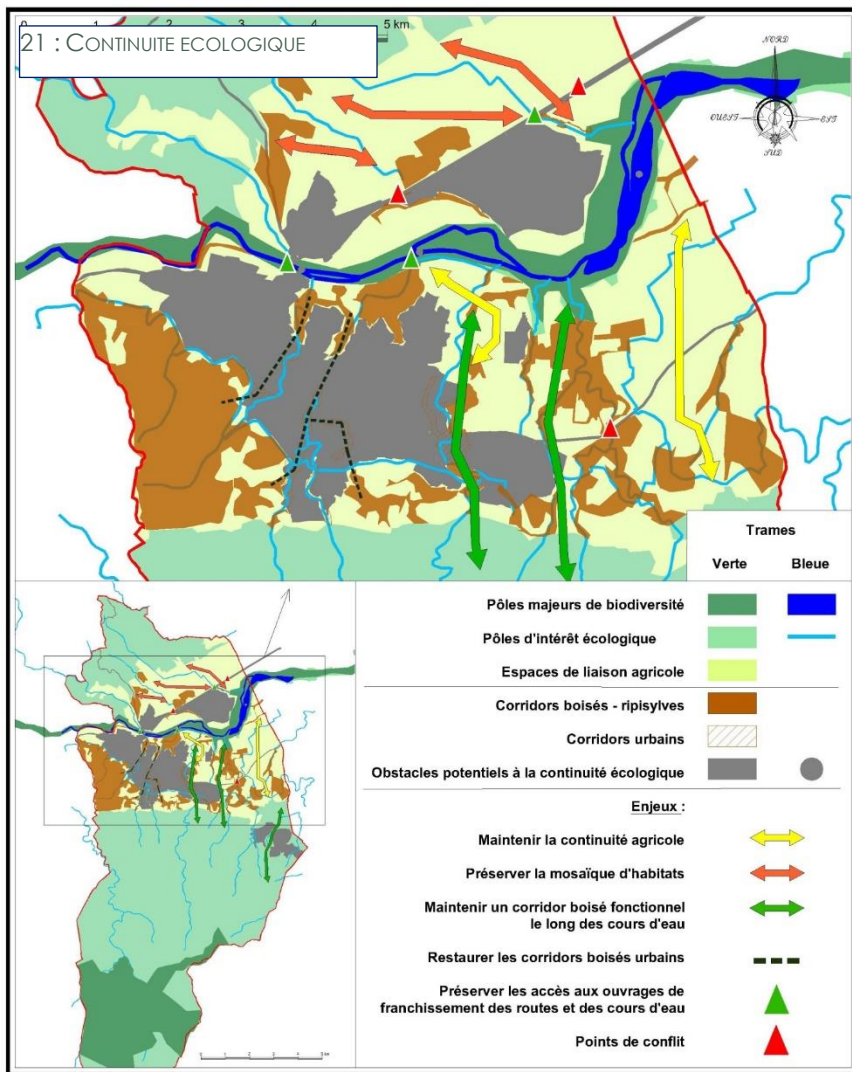 0 1 2 3 4 5 km
21 : CONTINUITE ECOLOGIQUE
NORD
OUEST
EST
SUD
Trames
Verte Bleue
Pôles majeurs de biodiversité
Pôles d'intérêt écologique
Espaces de liaison agricole
Corridors boisés - ripisylves
Corridors urbains
Obstacles potentiels à la continuité écologique
Enjeux :
Maintenir la continuité agricole
Préserver la mosaïque d'habitats
Maintenir un corridor boisé fonctionnel
le long des cours d'eau
Restaurer les corridors boisés urbains
Préserver les accès aux ouvrages de
franchissement des routes et des cours d'eau
Points de conflit